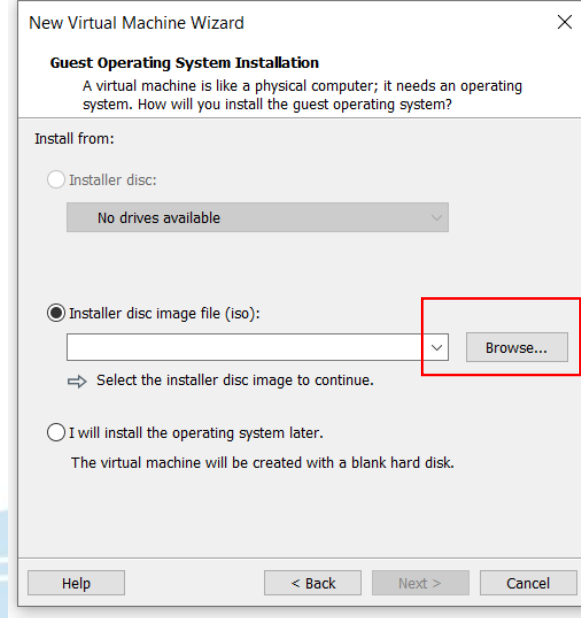 New Virtual Machine Wizard
Guest Operating System Installation
A virtual machine is like a physical computer; it needs an operating
system. How will you install the guest operating system?
Install from:
Installer disc:
No drives available
Installer disc image file (iso):
Browse...
Select the installer disc image to continue.
I will install the operating system later.
The virtual machine will be created with a blank hard disk.
Help
< Back
Next >
Cancel